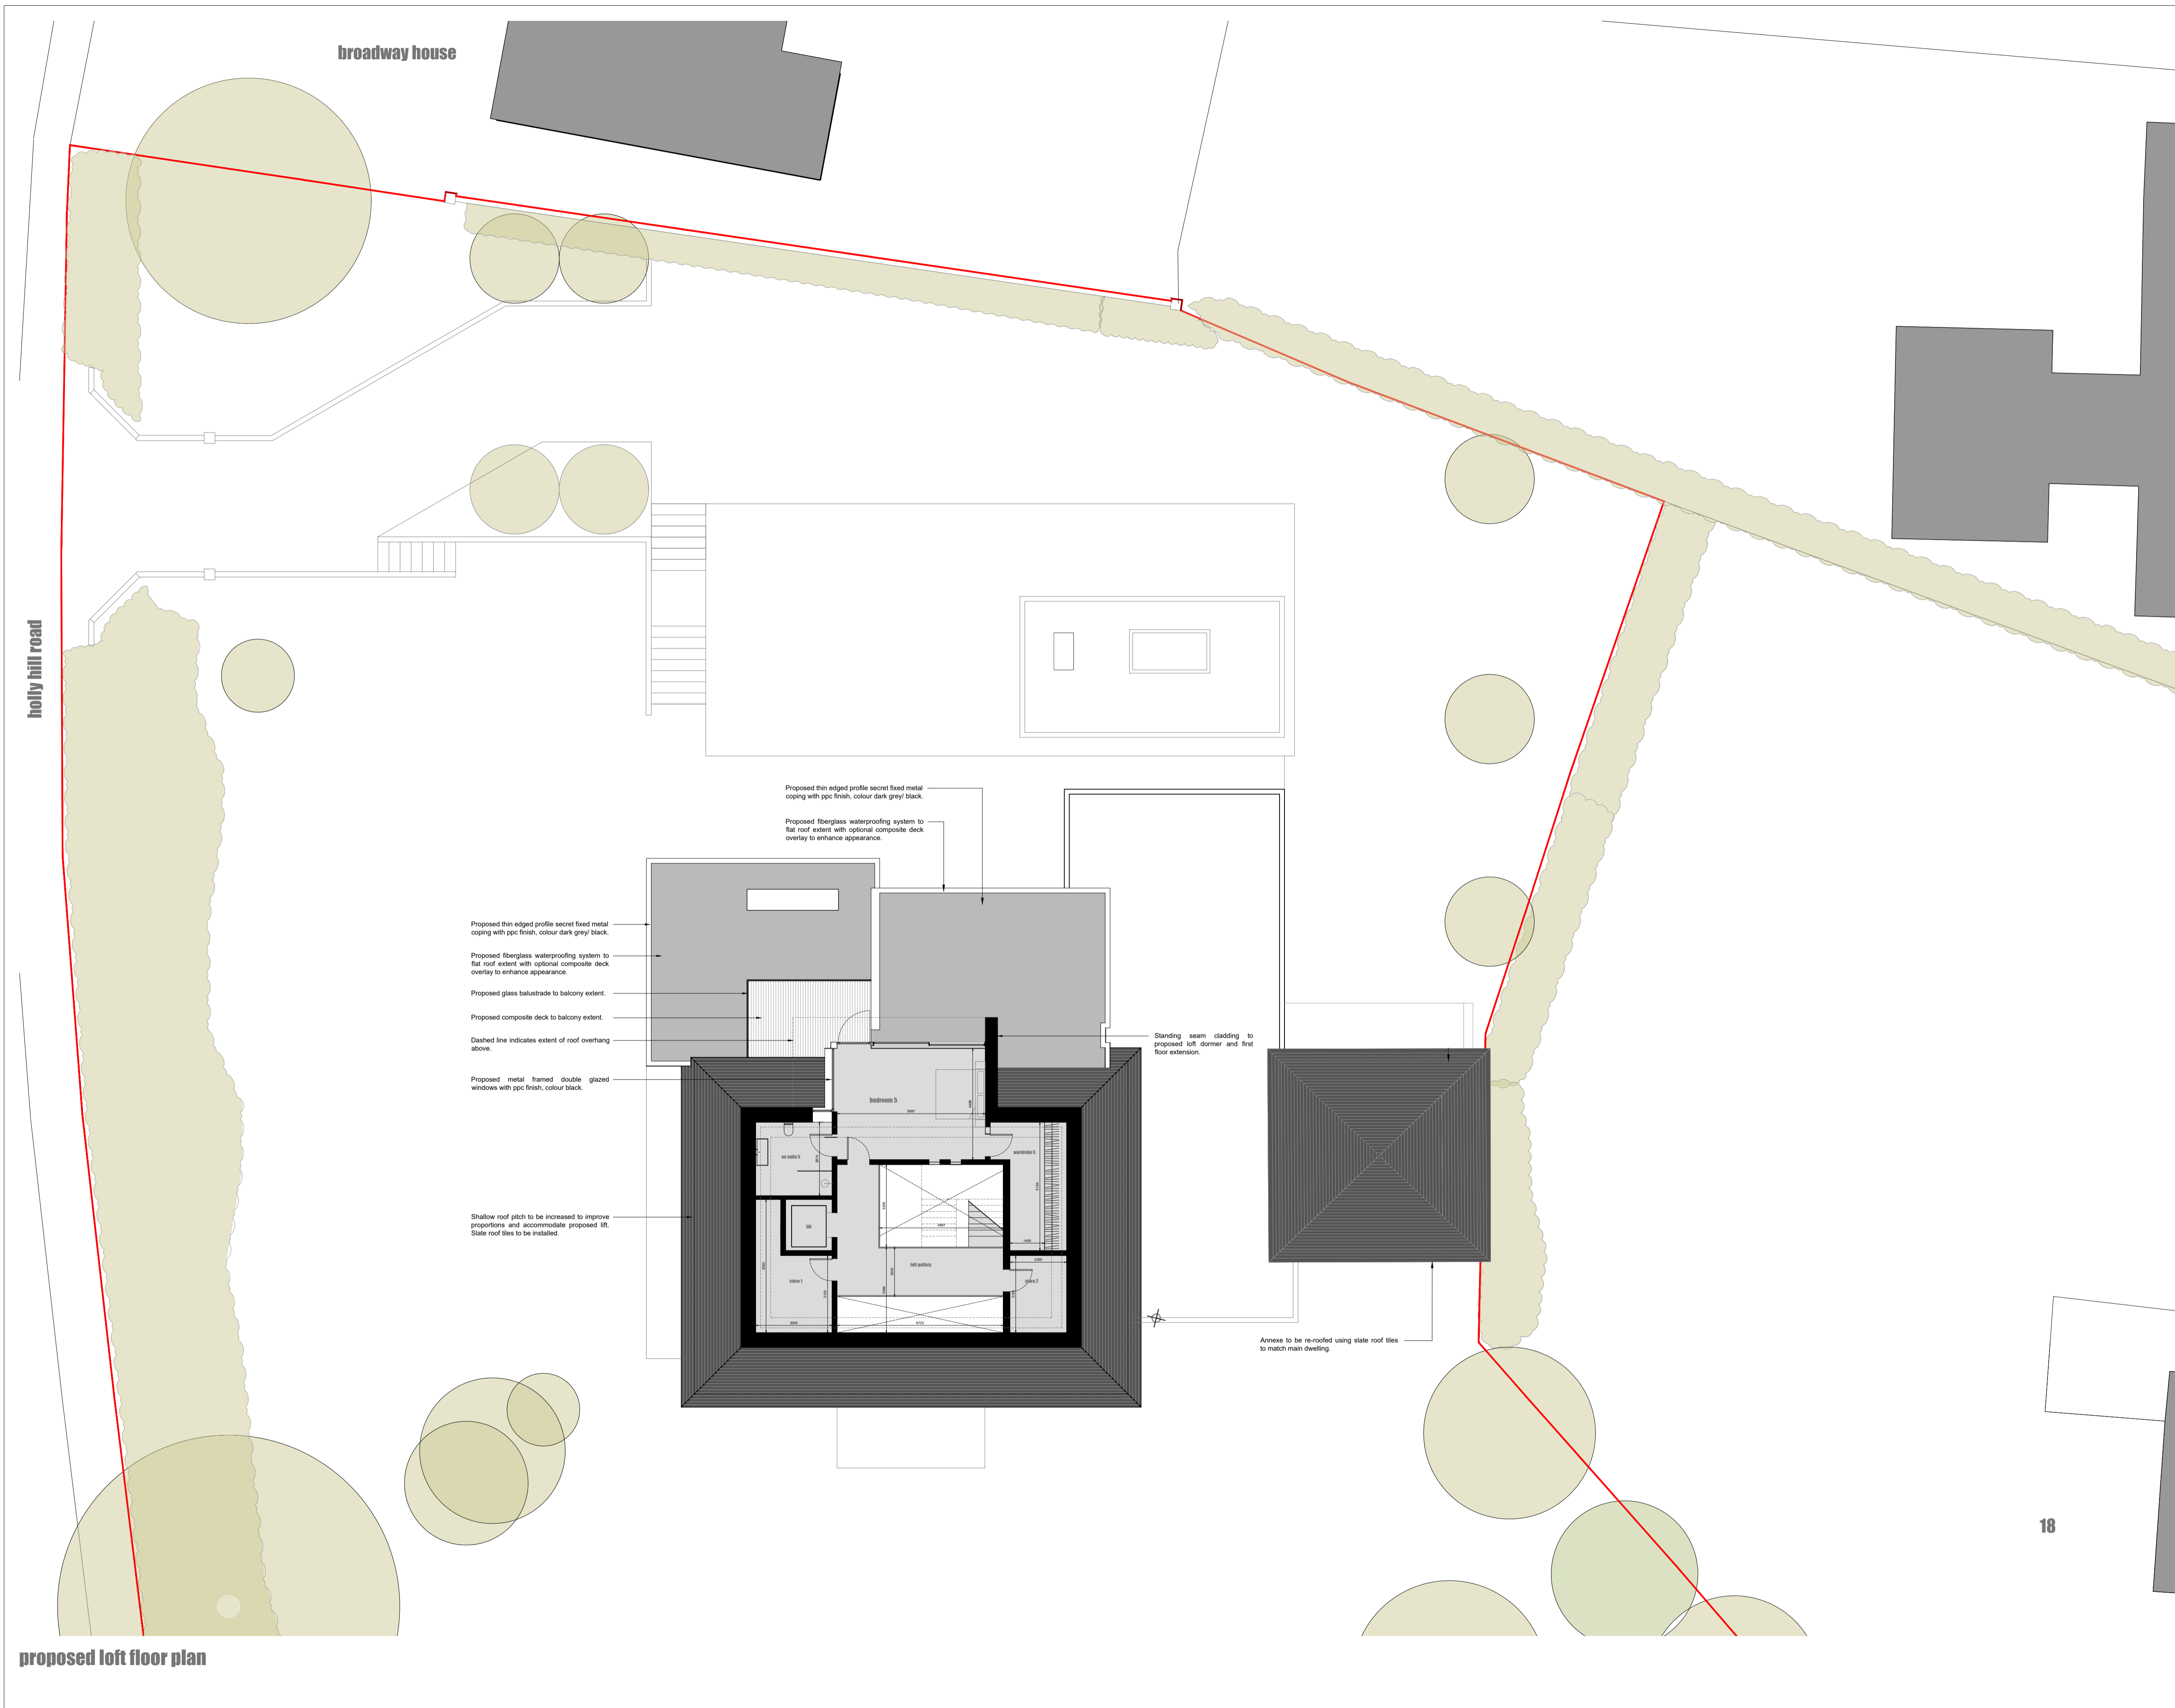 broadway house
holly hill road
Proposed thin edged profile secret fixed metal
coping with ppc finish, colour dark grey/ black.
Proposed fiberglass waterproofing system to
flat roof extent with optional composite deck
overlay to enhance appearance.
Proposed thin edged profile secret fixed metal
coping with ppc finish, colour dark grey/ black.
Proposed fiberglass waterproofing system to
flat roof extent with optional composite deck
overlay to enhance appearance.
Proposed glass balustrade to balcony extent.
Proposed composite deck to balcony extent.
Dashed line indicates extent of roof overhang
above.
Proposed metal framed double glazed
windows with ppc finish, colour black.
Shallow roof pitch to be increased to improve
proportions and accommodate proposed lift.
Slate roof tiles to be installed.
Standing seam cladding to
proposed loft dormer and first
floor extension.
bedroom 5
en suite 5
wardrobe 5
lift
loft gallery
store 1
store 2
Annexe to be re-roofed using slate roof tiles
to match main dwelling.
18
proposed loft floor plan